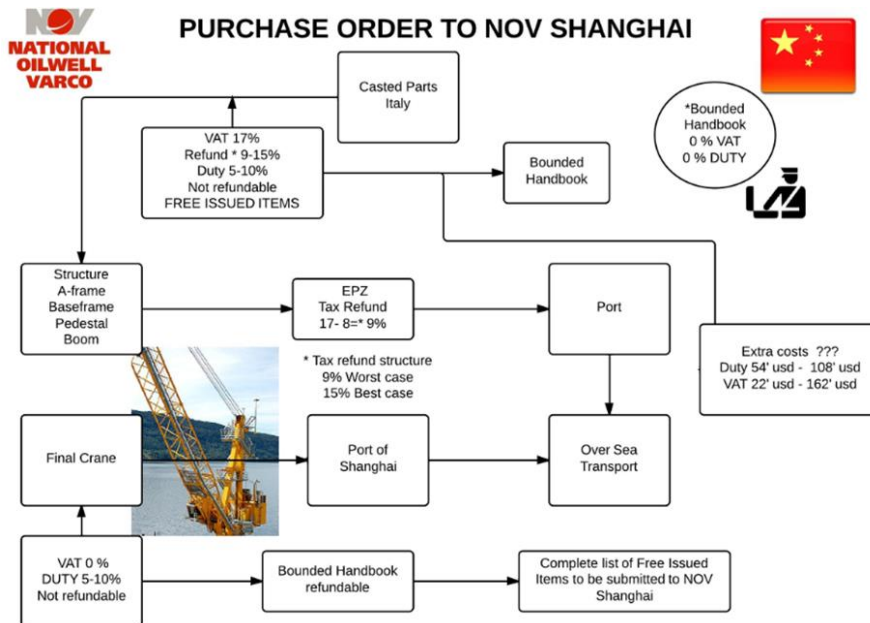 NOV
NATIONAL
OILWELL
VARCO
PURCHASE ORDER TO NOV SHANGHAI
Casted Parts
Italy
*Bounded
Handbook
0 % VAT
0 % DUTY
VAT 17%
Refund * 9-15%
Duty 5-10%
Not refundable
FREE ISSUED ITEMS
Bounded
Handbook
Structure
A-frame
Baseframe
Pedestal
Boom
EPZ
Tax Refund
17- 8=* 9%
Port
Extra costs ???
Duty 54' usd - 108' usd
VAT 22' usd - 162' usd
* Tax refund structure
9% Worst case
15% Best case
Final Crane
Port of
Shanghai
Over Sea
Transport
VAT 0 %
DUTY 5-10%
Not refundable
Bounded Handbook
refundable
Complete list of Free Issued
Items to be submitted to NOV
Shanghai